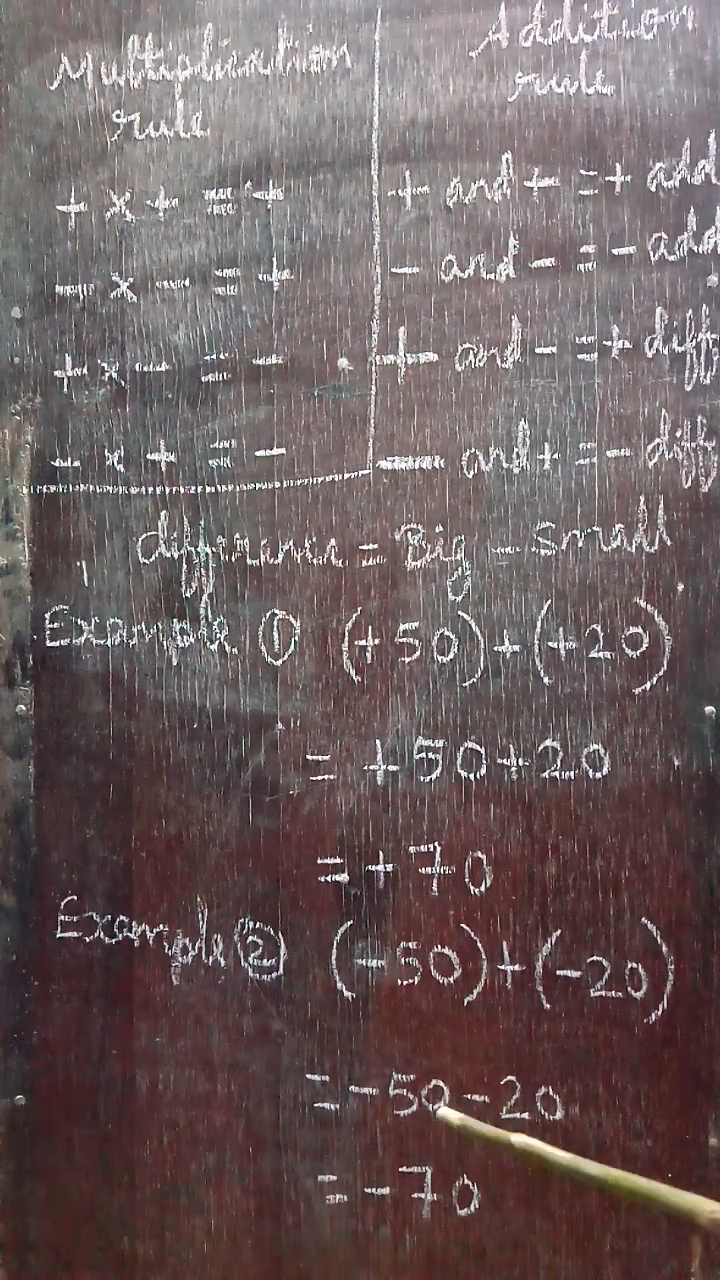 Multiplication rule
+ x + = +
- x - = +
+ x - = -
- x + = -
Addition rule
+ and + = + add
- and - = - add
+ and - = + diff
- and + = - diff
difference = Big - small
Example ① (+50)+(+20)
= +50+20
= +70
Example ② (-50)+(-20)
= -50-20
= -70